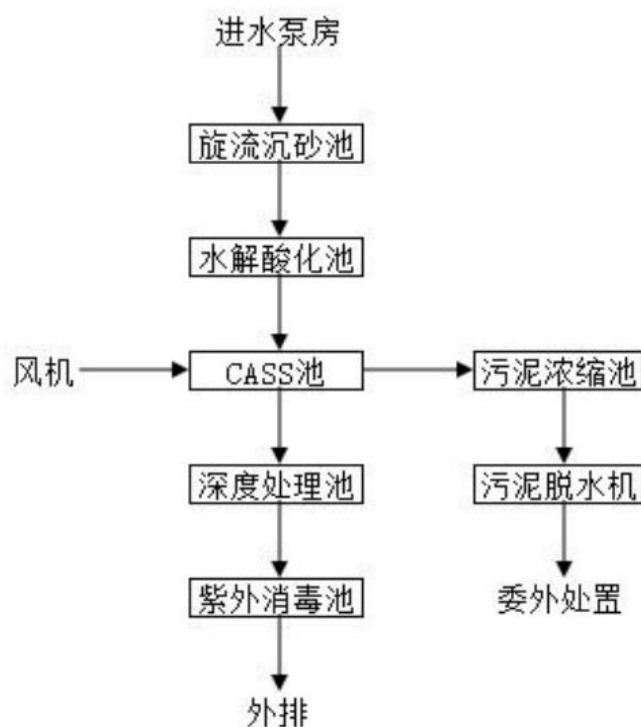 进水泵房
旋流沉砂池
水解酸化池
风机
CASS池
污泥浓缩池
深度处理池
污泥脱水机
紫外消毒池
委外处置
外排